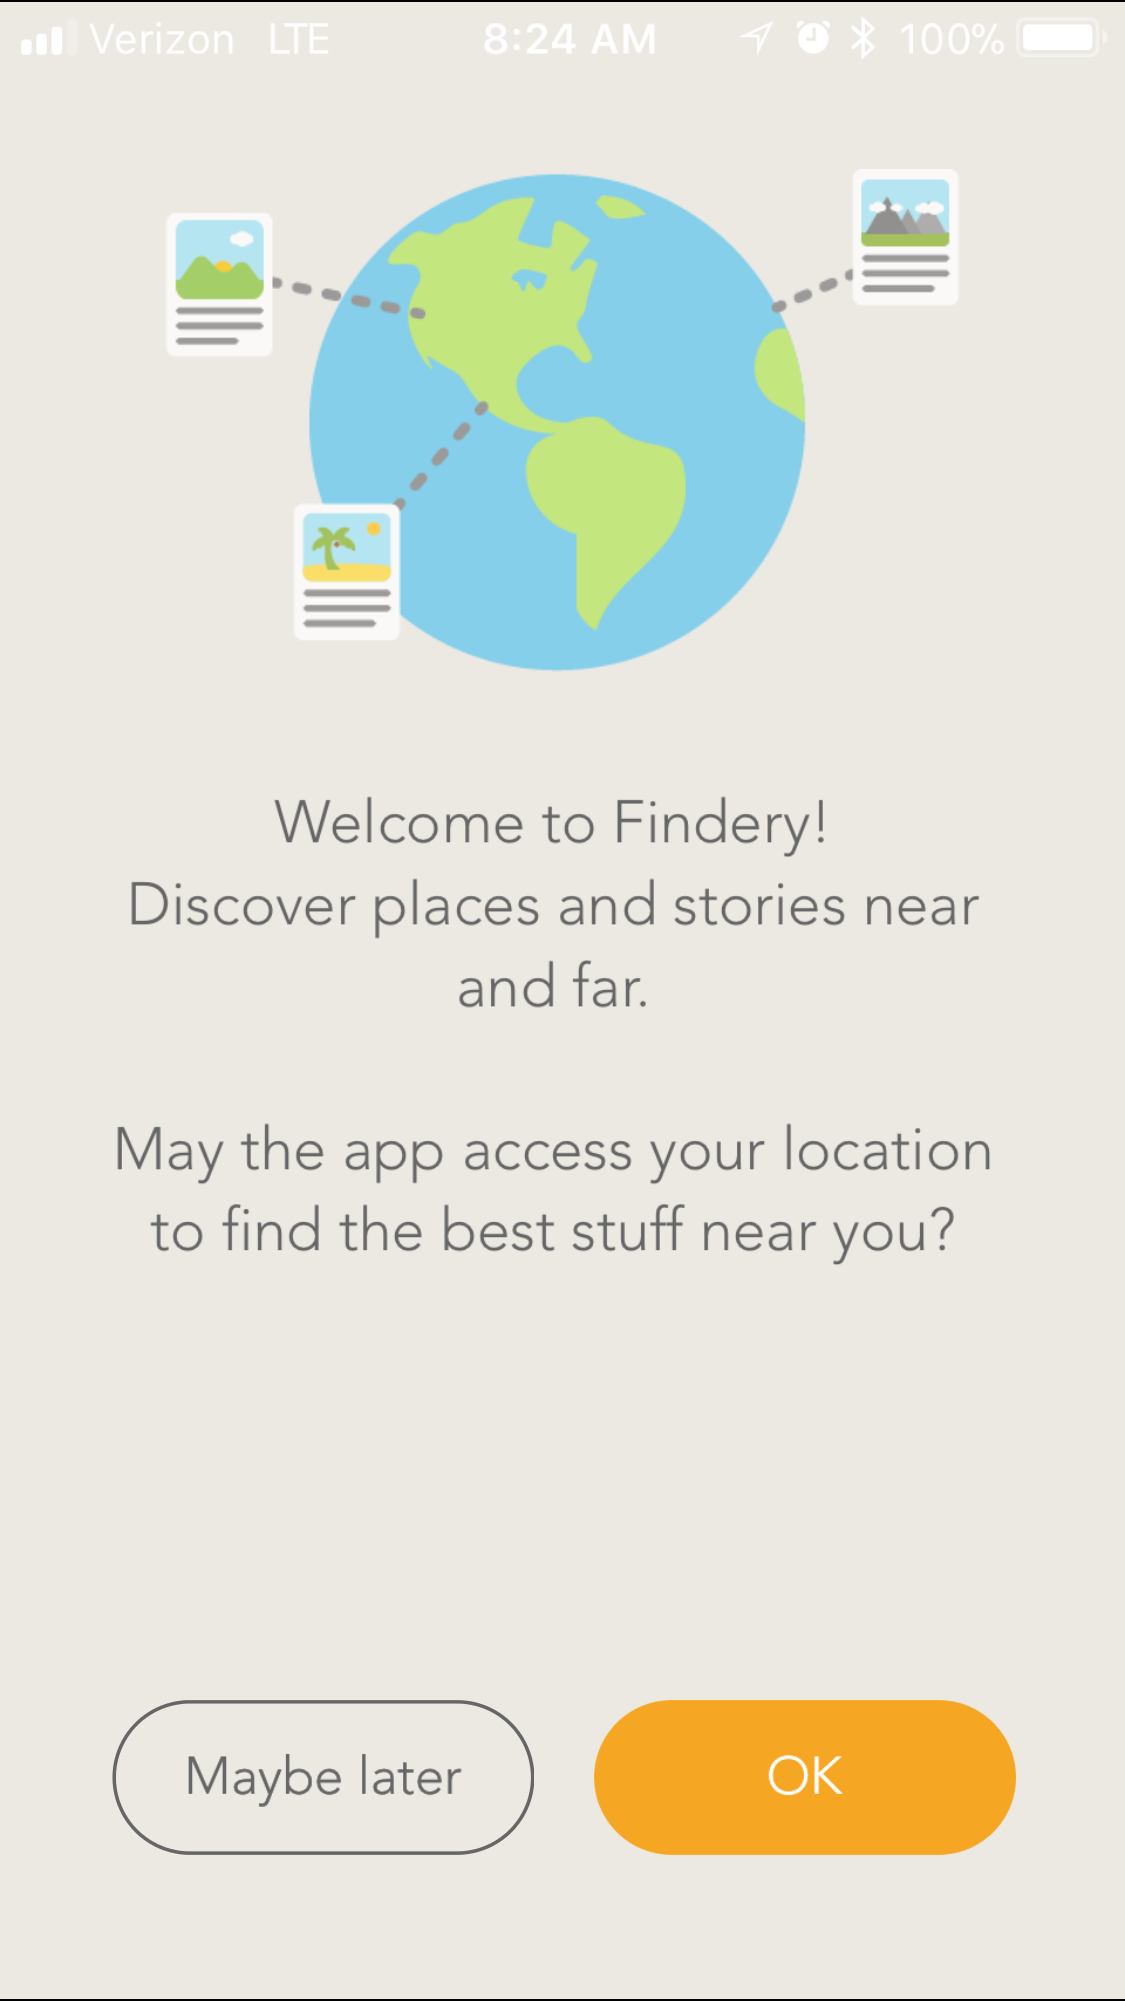 Verizon LTE 8:24 AM 100%
Welcome to Findery!
Discover places and stories near
and far.
May the app access your location
to find the best stuff near you?
Maybe later OK